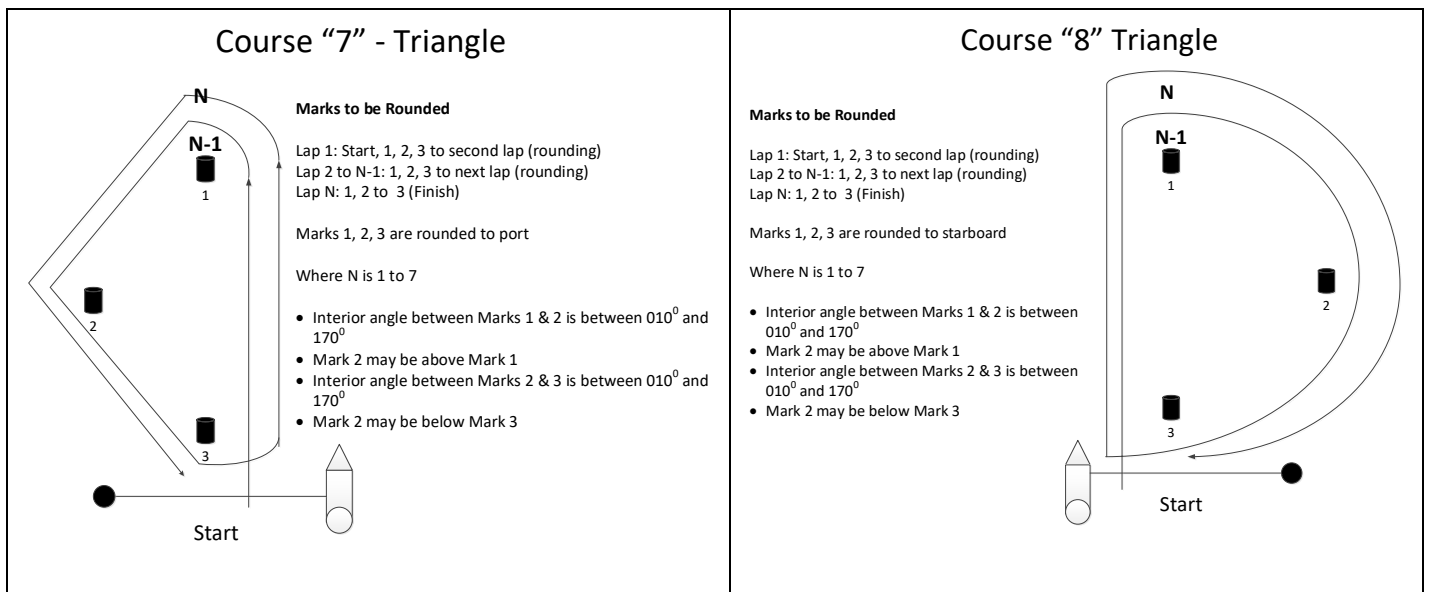 Course “7” - Triangle
N
N-1
1
2
3
Marks to be Rounded
Lap 1: Start, 1, 2, 3 to second lap (rounding)
Lap 2 to N-1: 1, 2, 3 to next lap (rounding)
Lap N: 1, 2 to  3 (Finish)
Marks 1, 2, 3 are rounded to port
Where N is 1 to 7
• Interior angle between Marks 1 & 2 is between 010⁰ and
170⁰
• Mark 2 may be above Mark 1
• Interior angle between Marks 2 & 3 is between 010⁰ and
170⁰
• Mark 2 may be below Mark 3
Start
Course “8” Triangle
Marks to be Rounded
Lap 1: Start, 1, 2, 3 to second lap (rounding)
Lap 2 to N-1: 1, 2, 3 to next lap (rounding)
Lap N: 1, 2 to  3 (Finish)
Marks 1, 2, 3 are rounded to starboard
Where N is 1 to 7
• Interior angle between Marks 1 & 2 is between
010⁰ and 170⁰
• Mark 2 may be above Mark 1
• Interior angle between Marks 2 & 3 is between
010⁰ and 170⁰
• Mark 2 may be below Mark 3
N
N-1
1
2
3
Start